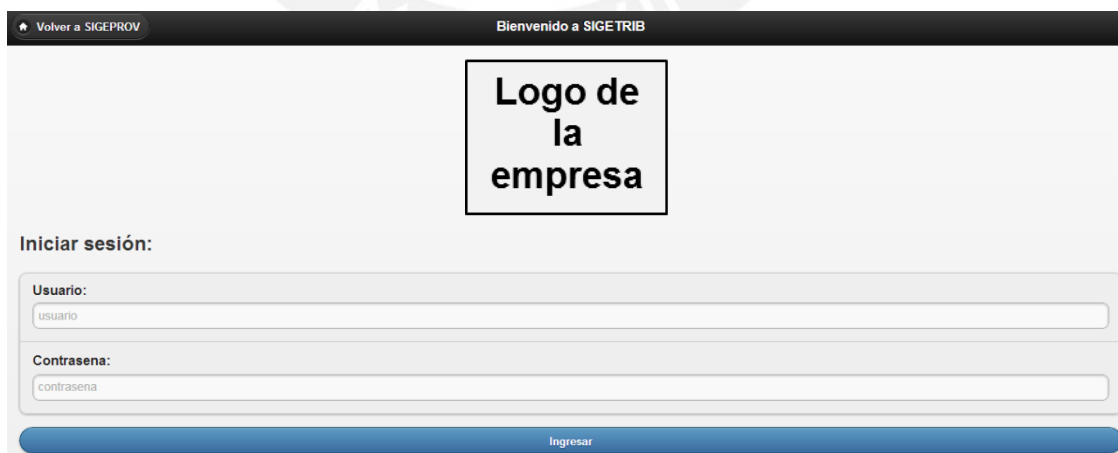 Volver a SIGEPROV
Bienvenido a SIGETRIB
Logo de
la
empresa
Iniciar sesión:
Usuario:
usuario
Contrasena:
contrasena
Ingresar